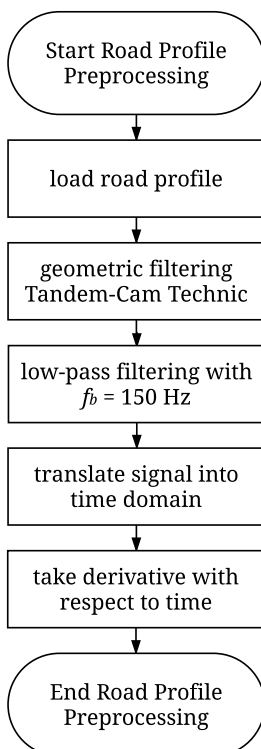 Start Road Profile
Preprocessing
load road profile
geometric filtering
Tandem-Cam Technic
low-pass filtering with
fb = 150 Hz
translate signal into
time domain
take derivative with
respect to time
End Road Profile
Preprocessing